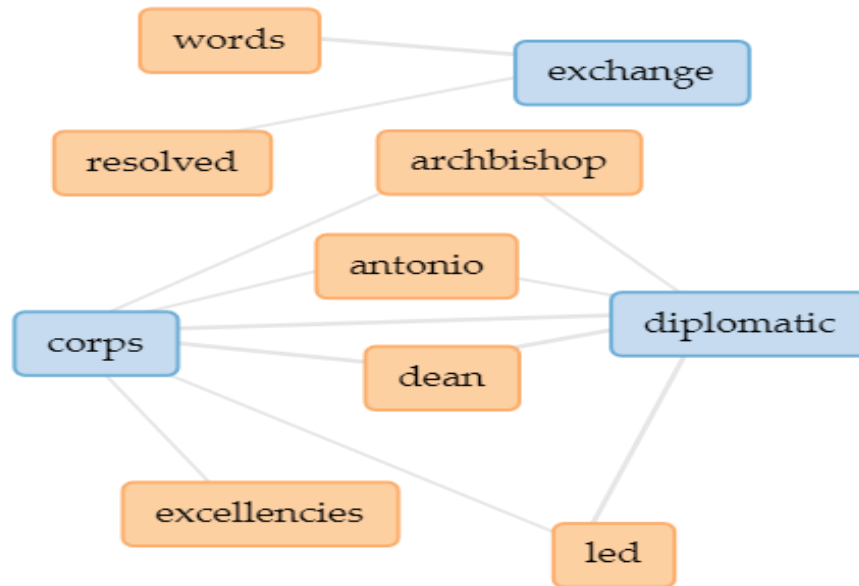 words
exchange
resolved
archbishop
antonio
diplomatic
corps
dean
excellencies
led